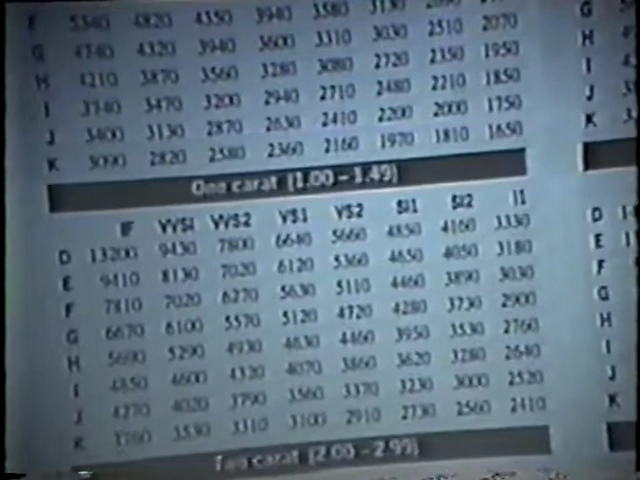 F 5340 4820 4350 3940 3580 3130
G 4740 4320 3940 3600 3310 3030 2510 2070
H 4210 3870 3560 3280 3080 2720 2350 1950
I 3740 3470 3200 2940 2710 2480 2210 1850
J 3400 3130 2870 2630 2410 2200 2000 1750
K 3090 2820 2580 2360 2160 1970 1810 1650
One carat (1.00 - 1.49)
IF VVS1 VVS2 VS1 VS2 SI1 SI2 I1
D 13200 9430 7800 6640 5660 4850 4160 3330
E 9410 8130 7020 6120 5360 4650 4050 3180
F 7810 7020 6270 5630 5110 4460 3890 3030
G 6670 6100 5570 5120 4720 4280 3730 2900
H 5690 5290 4930 4630 4460 3950 3530 2760
I 4850 4600 4320 4070 3860 3620 3280 2640
J 4270 4020 3790 3560 3370 3230 3000 2520
K 3760 3530 3310 3100 2910 2730 2560 2410
Two carat (2.00 - 2.99)
G
H
I
J
K
D
E
F
G
H
I
J
K